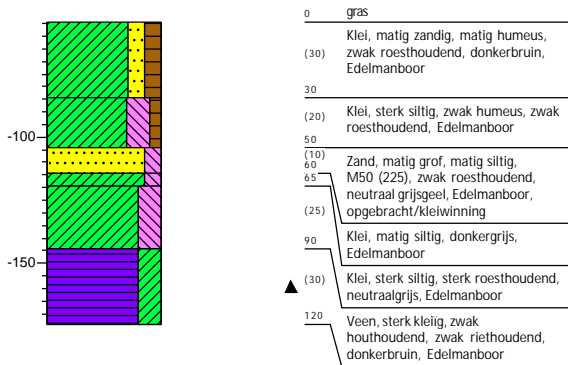 0 gras
(30) Klei, matig zandig, matig humeus,
zwak roesthoudend, donkerbruin,
Edelmanboor
30
(20) Klei, sterk siltig, zwak humeus, zwak
roesthoudend, Edelmanboor
50
-100
(10) Zand, matig grof, matig siltig,
60 M50 (225), zwak roesthoudend,
65 neutraal grijsgeel, Edelmanboor,
opgebracht/kleiwinning
(25) Klei, matig siltig, donkergrijs,
Edelmanboor
90
-150
(30) Klei, sterk siltig, sterk roesthoudend,
neutraalgrijs, Edelmanboor
120
Veen, sterk kleiïg, zwak
houthoudend, zwak riethoudend,
donkerbruin, Edelmanboor